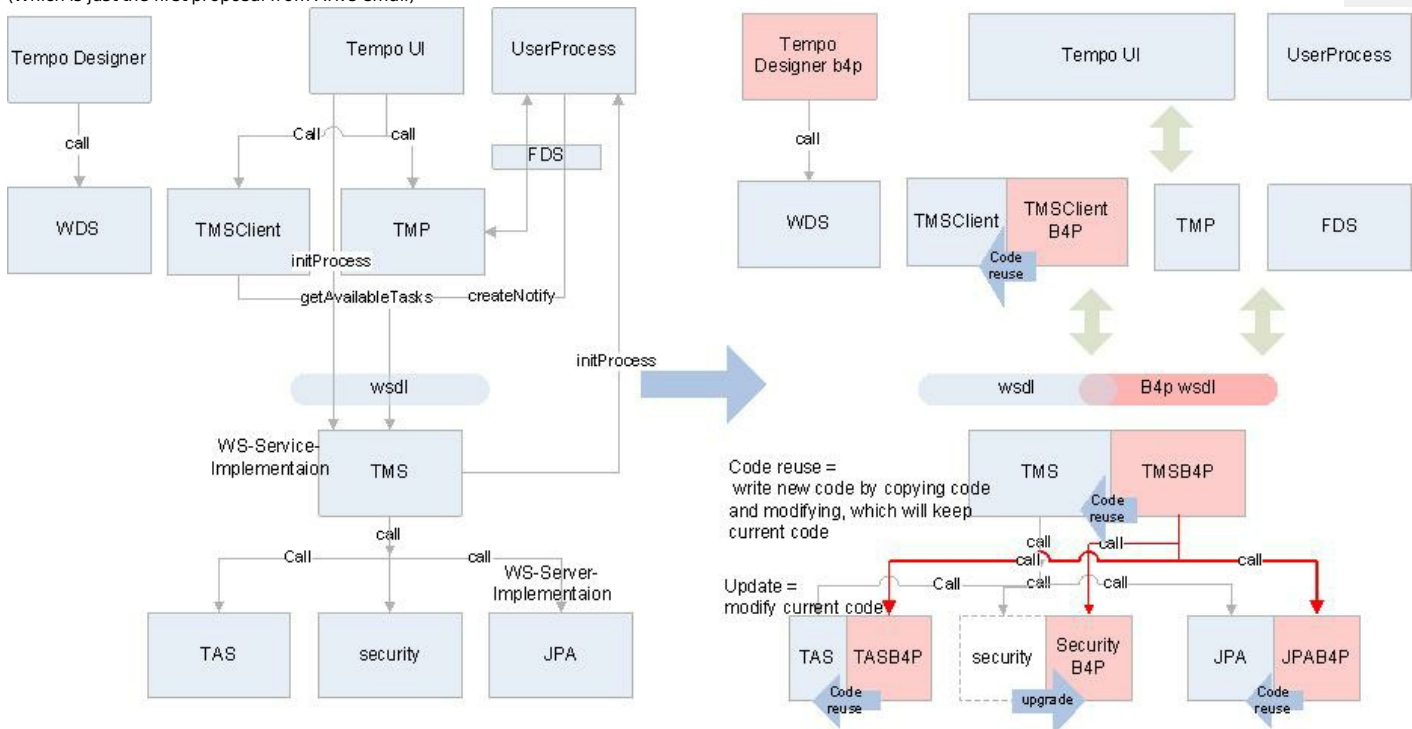 Tempo Designer
Tempo UI
UserProcess
call
Call
call
FDS
WDS
TMSClient
TMP
initProcess
getAvailableTasks
createNotify
initProcess
wsdl
WS-Service-
Implementaion
TMS
call
Call
call
WS-Server-
Implementaion
TAS
security
JPA
Tempo
Designer b4p
Tempo UI
UserProcess
call
WDS
TMSClient
TMSClient
B4P
Code
reuse
TMP
FDS
wsdl
B4p wsdl
TMS
TMSB4P
Code
reuse
Code reuse =
write new code by copying code
and modifying, which will keep
current code
call
call
call
call
Update =
modify current code
Call
call
call
TAS
TASB4P
Code
reuse
security
Security
B4P
upgrade
JPA
JPAB4P
Code
reuse